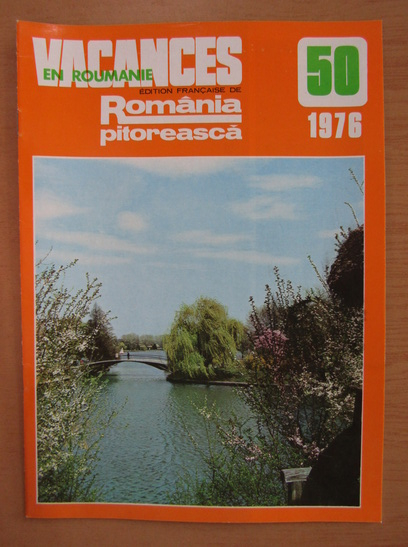 VACANCES
EN ROUMANIE
ÉDITION FRANÇAISE DE
România
pitorească
50
1976